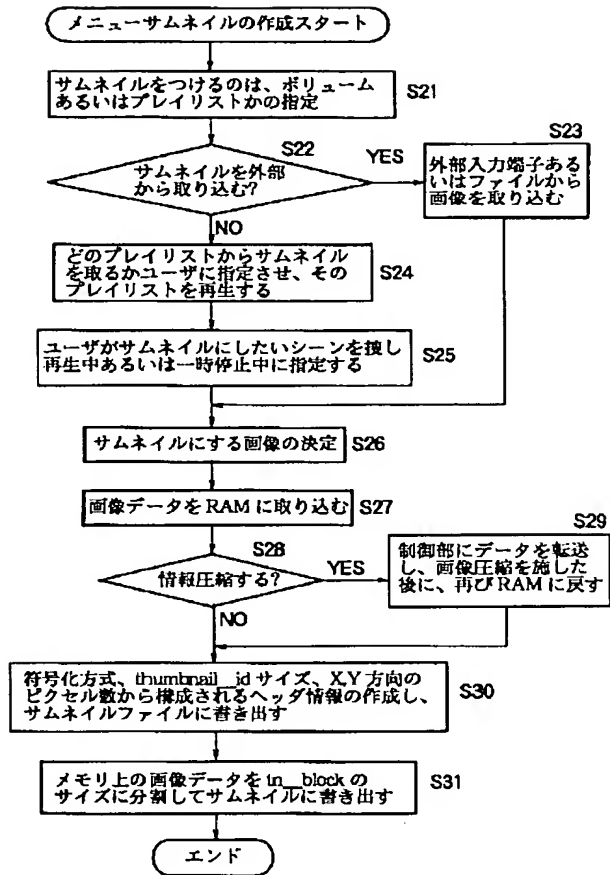 メニューサムネイルの作成スタート
サムネイルをつけるのは、ボリューム
あるいはプレイリストかの指定
S21
S22
サムネイルを外部
から取り込む?
YES
NO
S23
外部入力端子ある
いはファイルから
画像を取り込む
どのプレイリストからサムネイル
を取るかユーザに指定させ、その
プレイリストを再生する
S24
ユーザがサムネイルにしたいシーンを捜し
再生中あるいは一時停止中に指定する
S25
サムネイルにする画像の決定
S26
画像データを RAM に取り込む
S27
S28
情報圧縮する?
YES
NO
S29
制御部にデータを転送
し、画像圧縮を施した
後に、再び RAM に戻す
符号化方式、thumbnail_id サイズ、X,Y 方向の
ピクセル数から構成されるヘッダ情報の作成し、
サムネイルファイルに書き出す
S30
メモリ上の画像データを tn_block の
サイズに分割してサムネイルに書き出す
S31
エンド